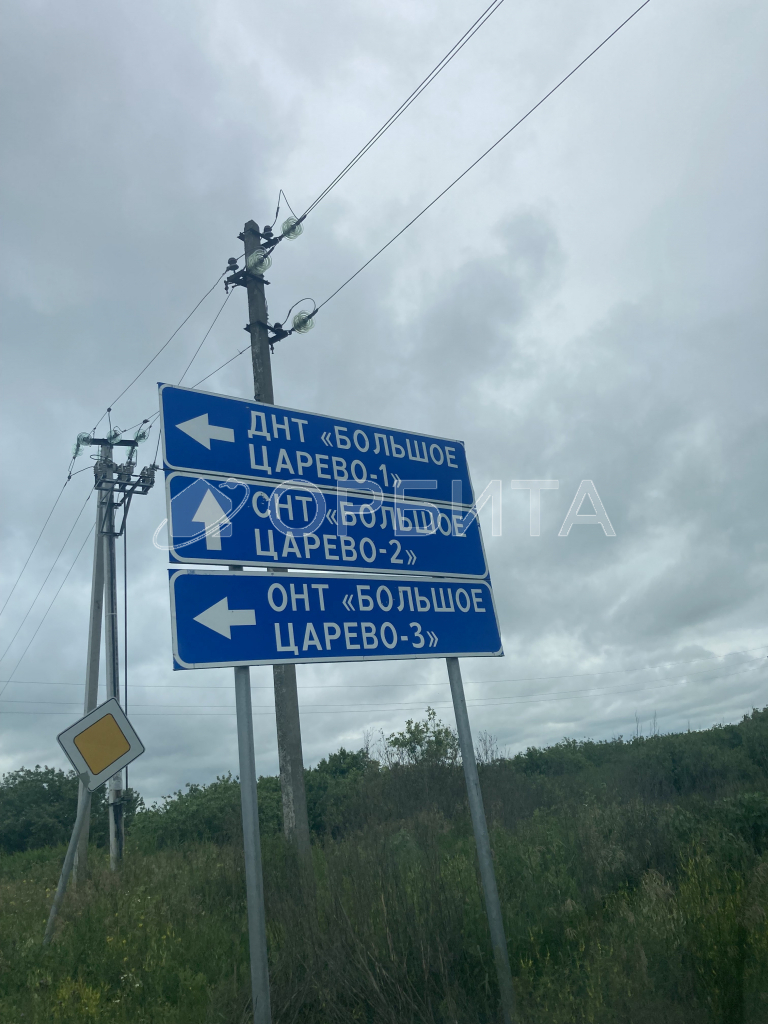 ДНТ «БОЛЬШОЕ
ЦАРЕВО-1»
СНТ «БОЛЬШОЕ
ЦАРЕВО-2»
ОНТ «БОЛЬШОЕ
ЦАРЕВО-3»
ОРБИТА